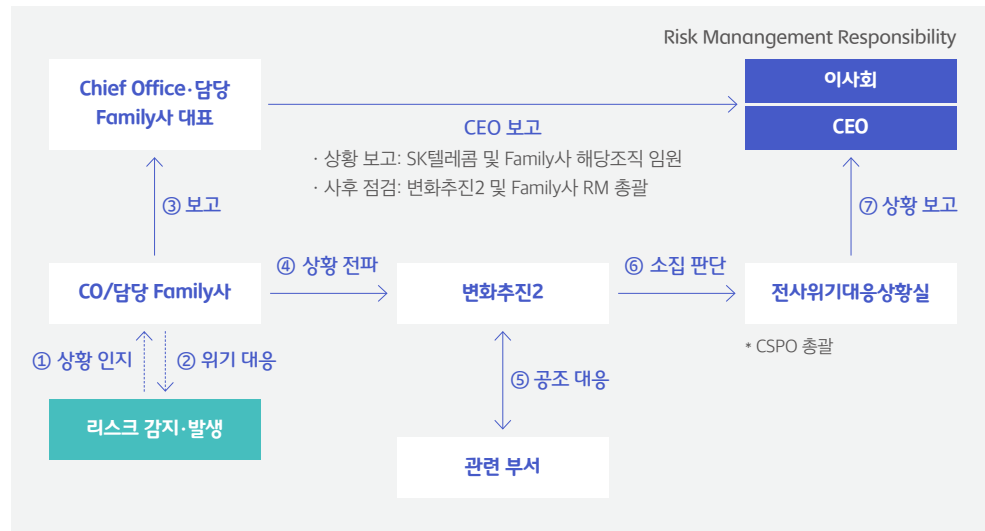 Risk Manangement Responsibility
Chief Office·담당
Family사 대표
이사회
CEO
CEO 보고
· 상황 보고: SK텔레콤 및 Family사 해당조직 임원
· 사후 점검: 변화추진2 및 Family사 RM 총괄
③ 보고
⑦ 상황 보고
④ 상황 전파
⑥ 소집 판단
CO/담당 Family사
변화추진2
전사위기대응상황실
* CSPO 총괄
① 상황 인지
② 위기 대응
⑤ 공조 대응
리스크 감지·발생
관련 부서